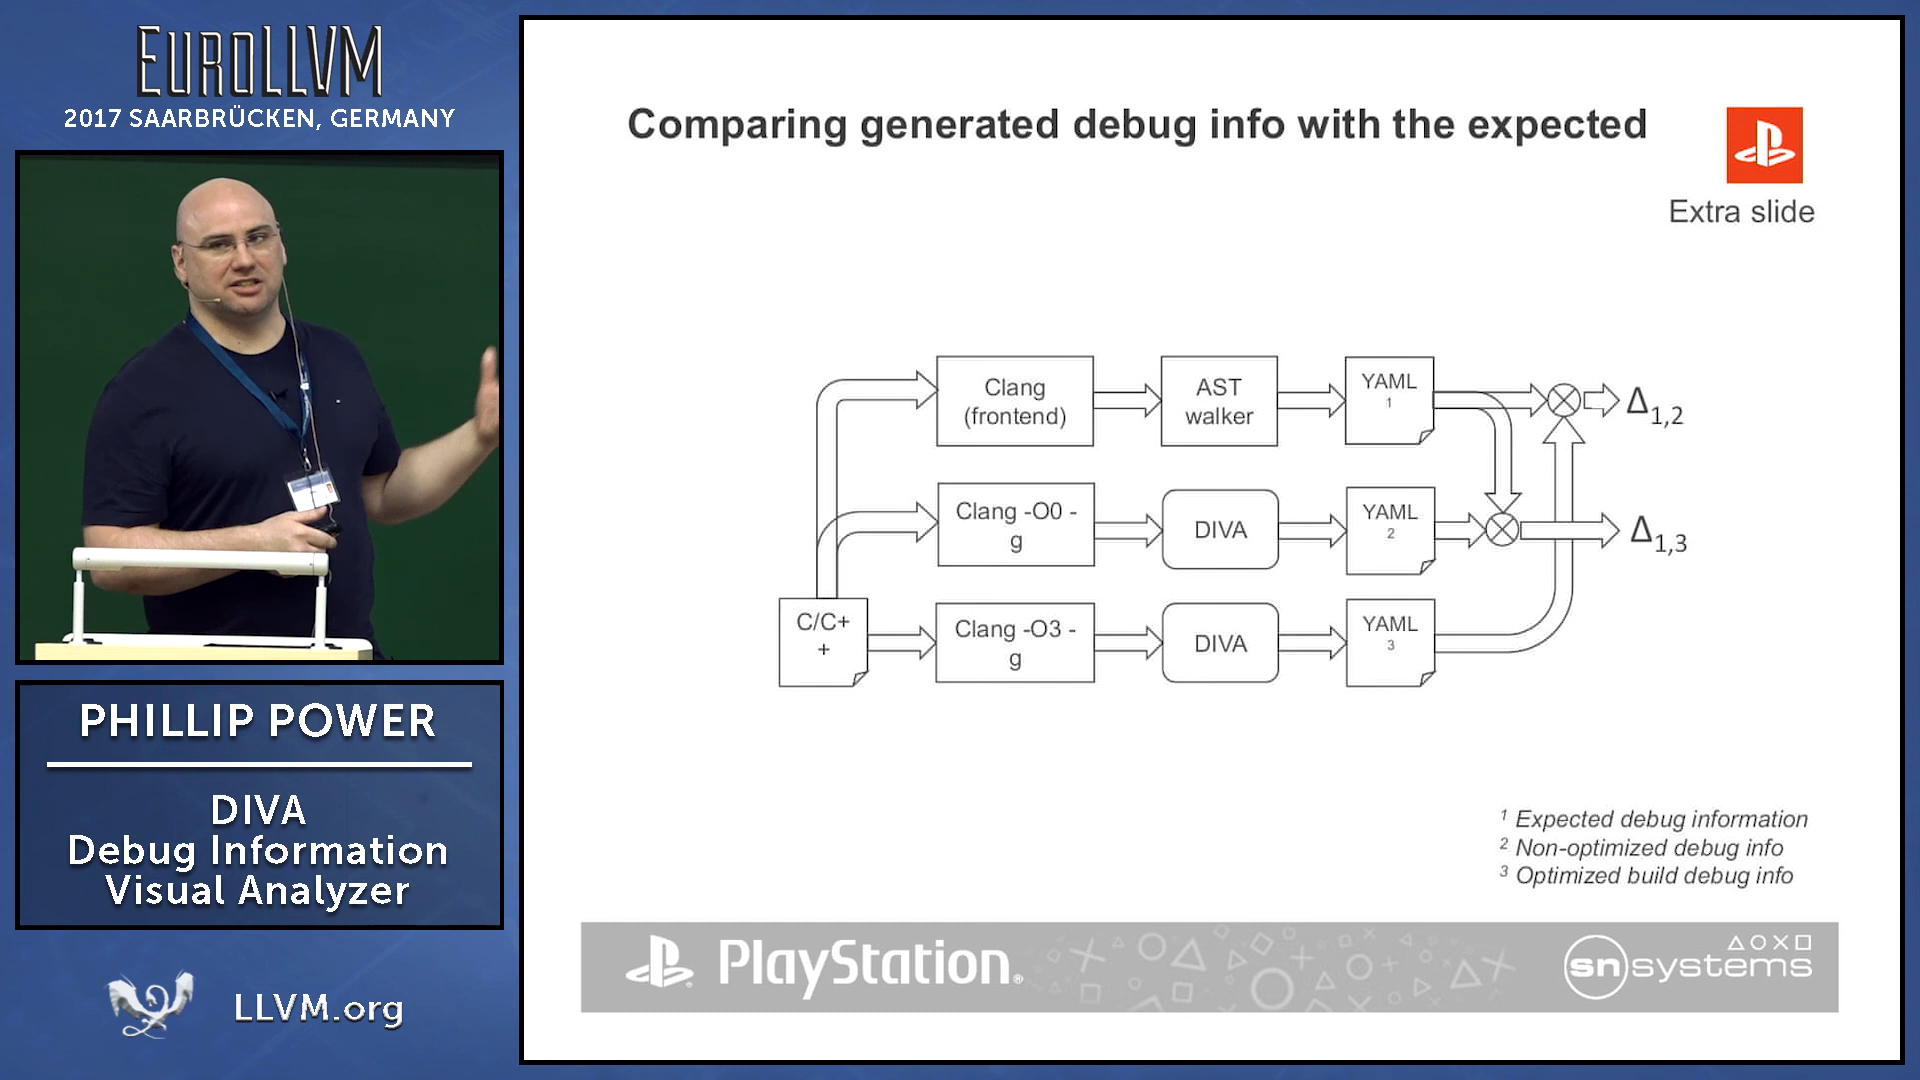 EUROLLVM
2017 SAARBRÜCKEN, GERMANY
PHILLIP POWER
DIVA
Debug Information
Visual Analyzer
LLVM.org
Comparing generated debug info with the expected
Extra slide
Clang
(frontend)
AST
walker
YAML
1
Δ1,2
Clang -O0 -
g
DIVA
YAML
2
Δ1,3
C/C+
+
Clang -O3 -
g
DIVA
YAML
3
1 Expected debug information
2 Non-optimized debug info
3 Optimized build debug info
PlayStation®
sn systems